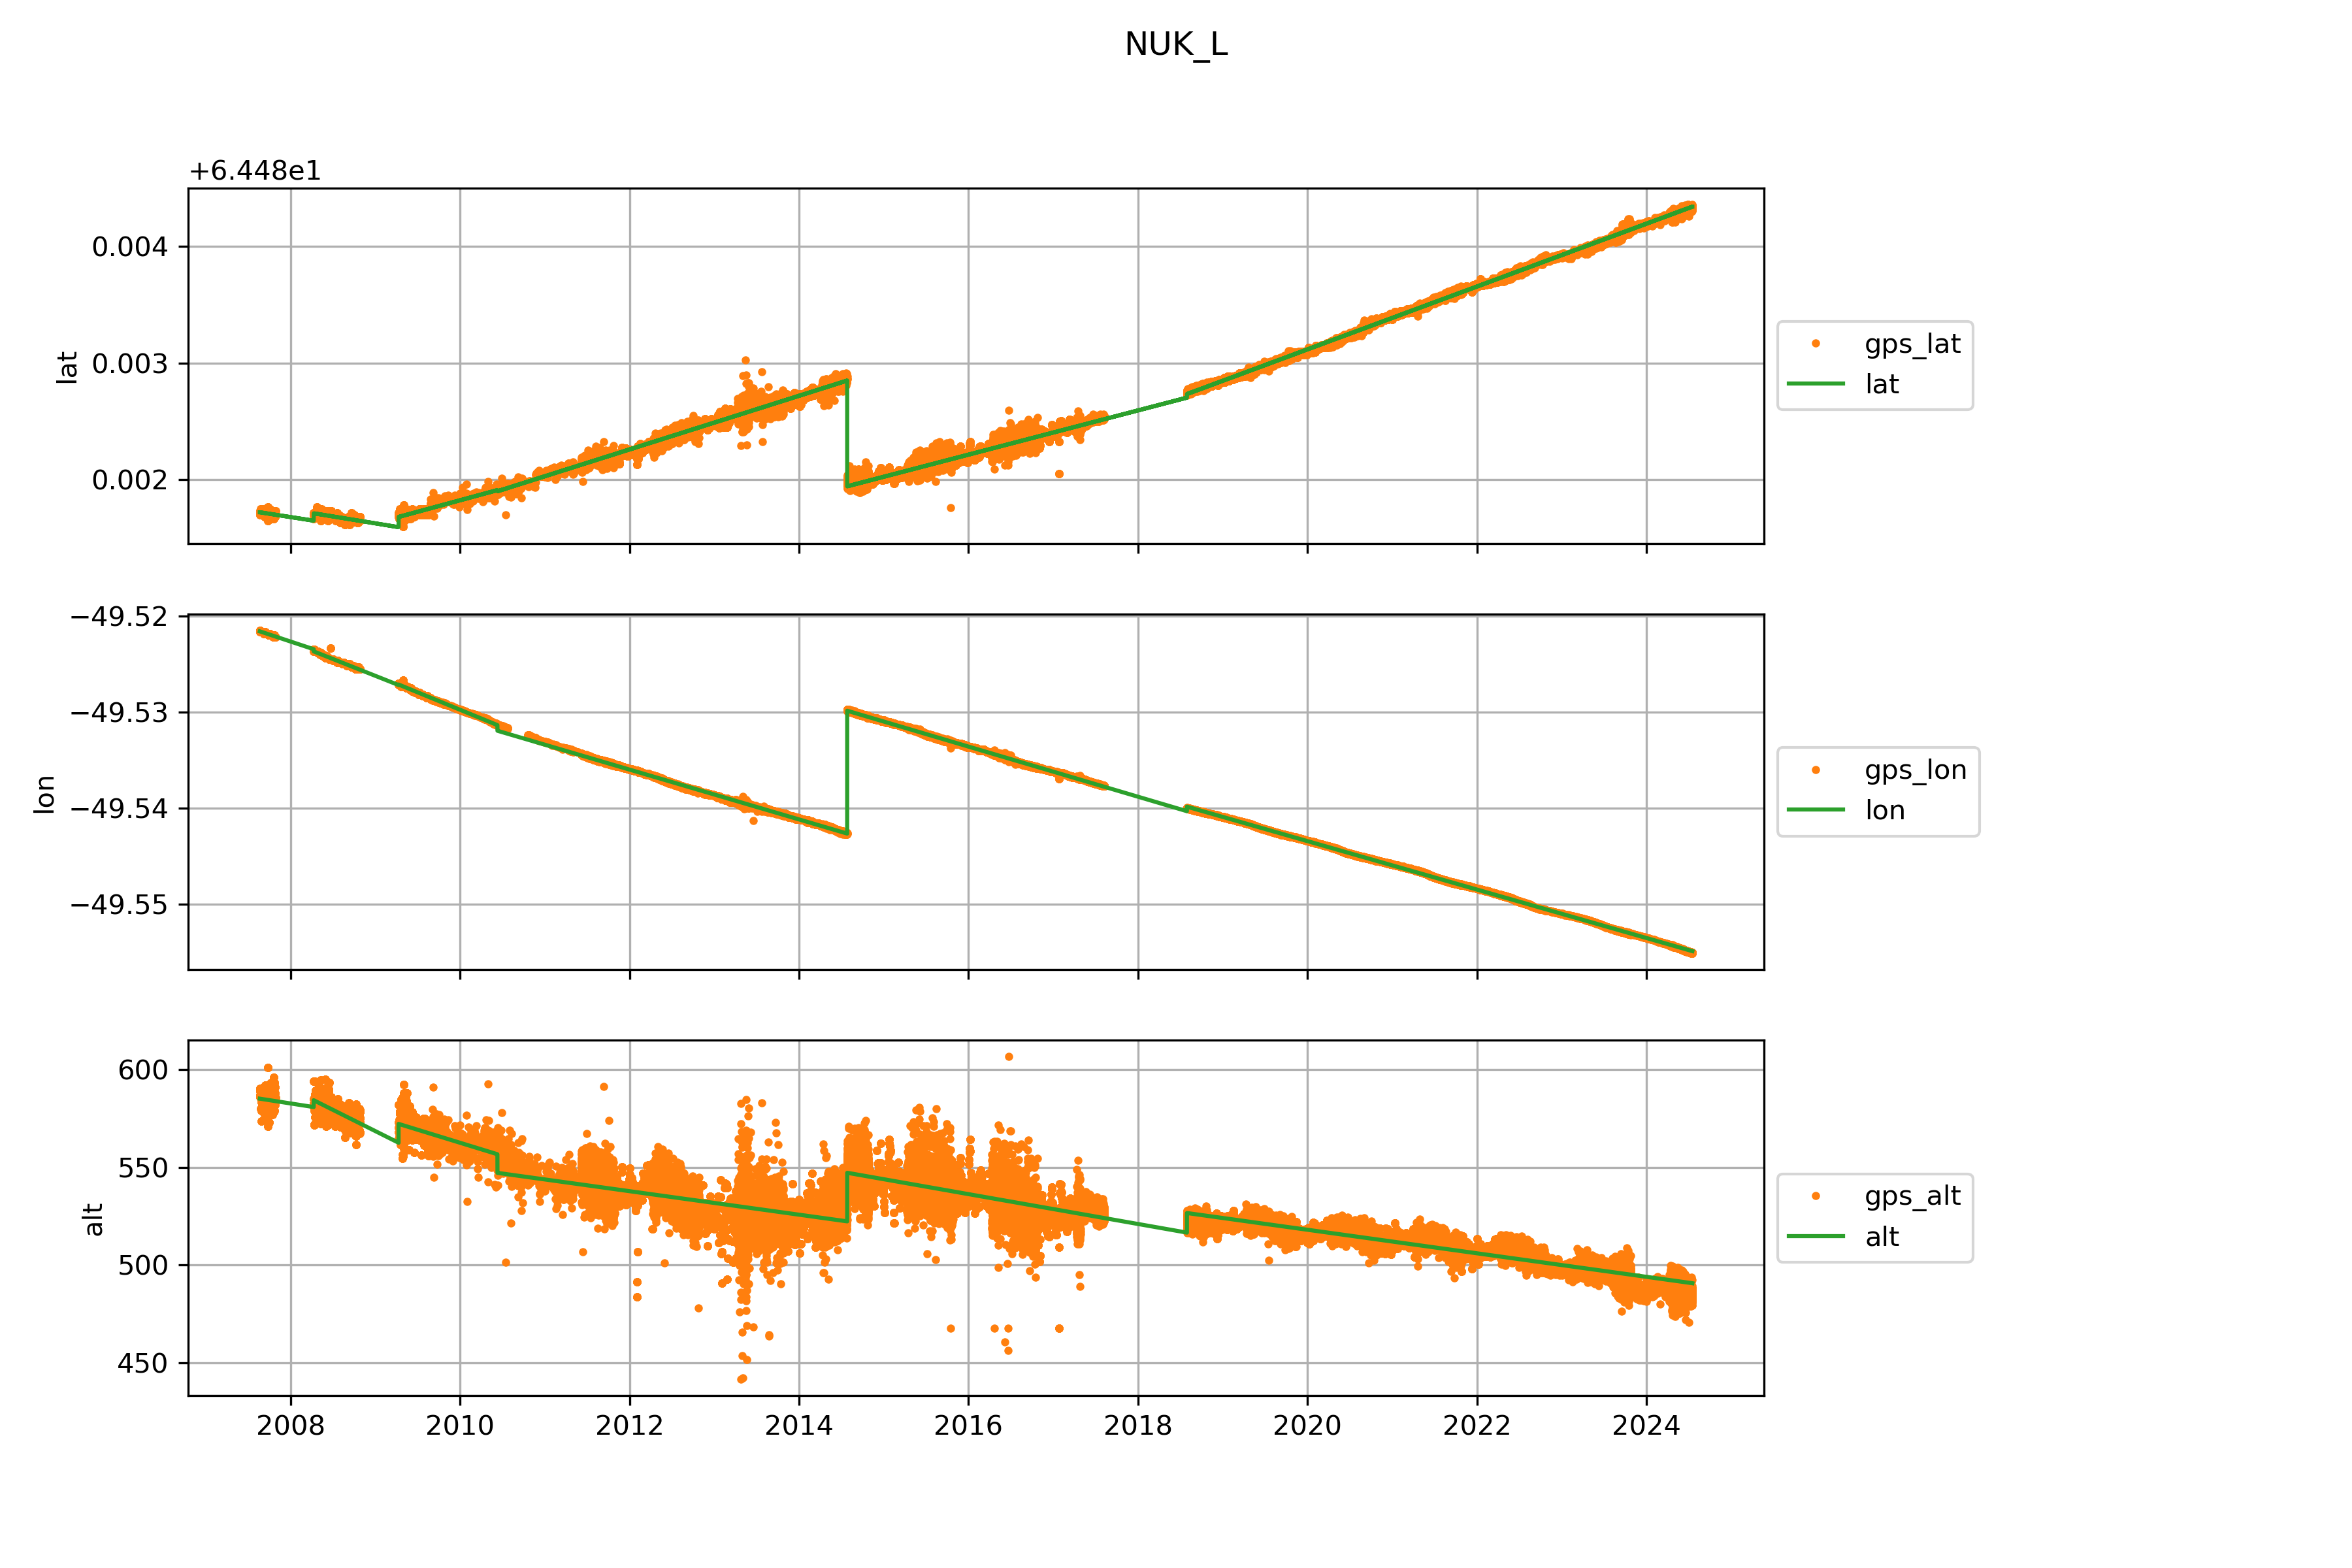 NUK_L
+6.448e1
0.004
0.003
0.002
lat
gps_lat
lat
−49.52
−49.53
−49.54
−49.55
lon
gps_lon
lon
600
550
500
450
alt
gps_alt
alt
2008 2010 2012 2014 2016 2018 2020 2022 2024